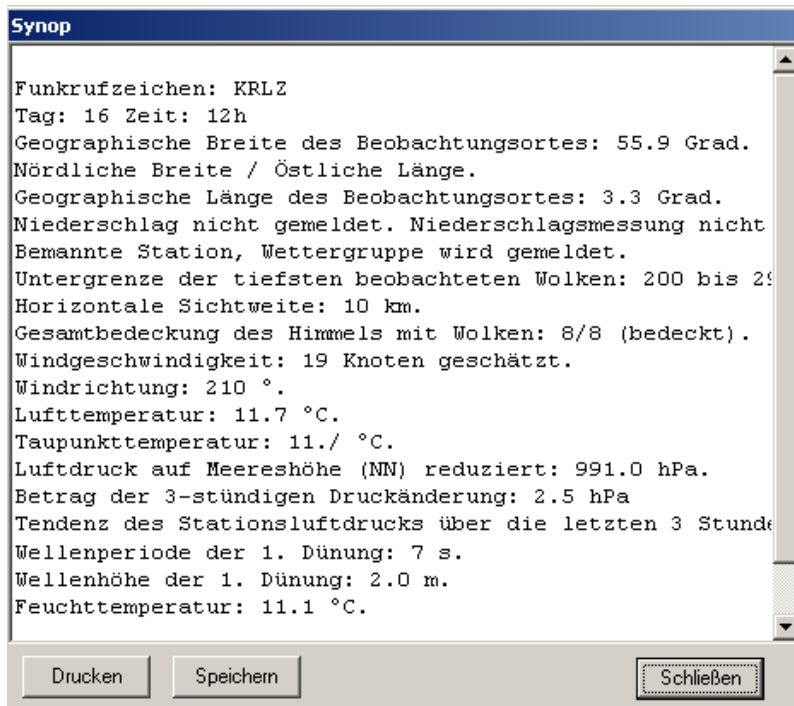 Synop
Funkrufzeichen: KRLZ
Tag: 16 Zeit: 12h
Geographische Breite des Beobachtungsortes: 55.9 Grad.
Nördliche Breite / Östliche Länge.
Geographische Länge des Beobachtungsortes: 3.3 Grad.
Niederschlag nicht gemeldet. Niederschlagsmessung nicht
Bemannte Station, Wettergruppe wird gemeldet.
Untergrenze der tiefsten beobachteten Wolken: 200 bis
Horizontale Sichtweite: 10 km.
Gesamtbedeckung des Himmels mit Wolken: 8/8 (bedeckt).
Windgeschwindigkeit: 19 Knoten geschätzt.
Windrichtung: 210 °.
Lufttemperatur: 11.7 °C.
Taupunkttemperatur: 11./ °C.
Luftdruck auf Meereshöhe (NN) reduziert: 991.0 hPa.
Betrag der 3-stündigen Druckänderung: 2.5 hPa
Tendenz des Stationsluftdrucks über die letzten 3 Stunde
Wellenperiode der 1. Dünung: 7 s.
Wellenhöhe der 1. Dünung: 2.0 m.
Feuchttemperatur: 11.1 °C.
Drucken Speichern Schließen